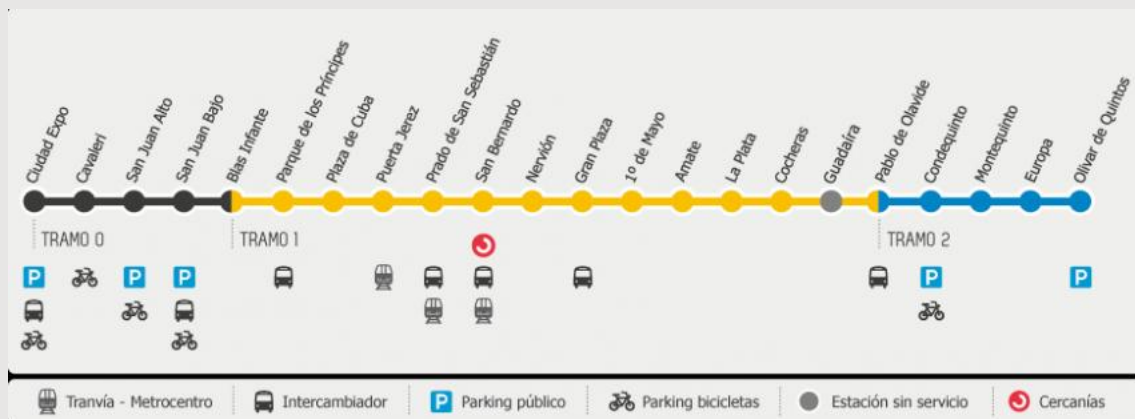 Ciudad Expo
Cavaleri
San Juan Alto
San Juan Bajo
Blas Infante
Parque de los Príncipes
Plaza de Cuba
Puerta Jerez
Prado de San Sebastián
San Bernardo
Nervión
Gran Plaza
1º de Mayo
Amate
La Plata
Cocheras
Guadaíra
Pablo de Olavide
Condequinto
Montequinto
Europa
Olivar de Quintos
TRAMO 0
TRAMO 1
TRAMO 2
P
P
P
P
P
Tranvía - Metrocentro
Intercambiador
P Parking público
Parking bicicletas
Estación sin servicio
Cercanías